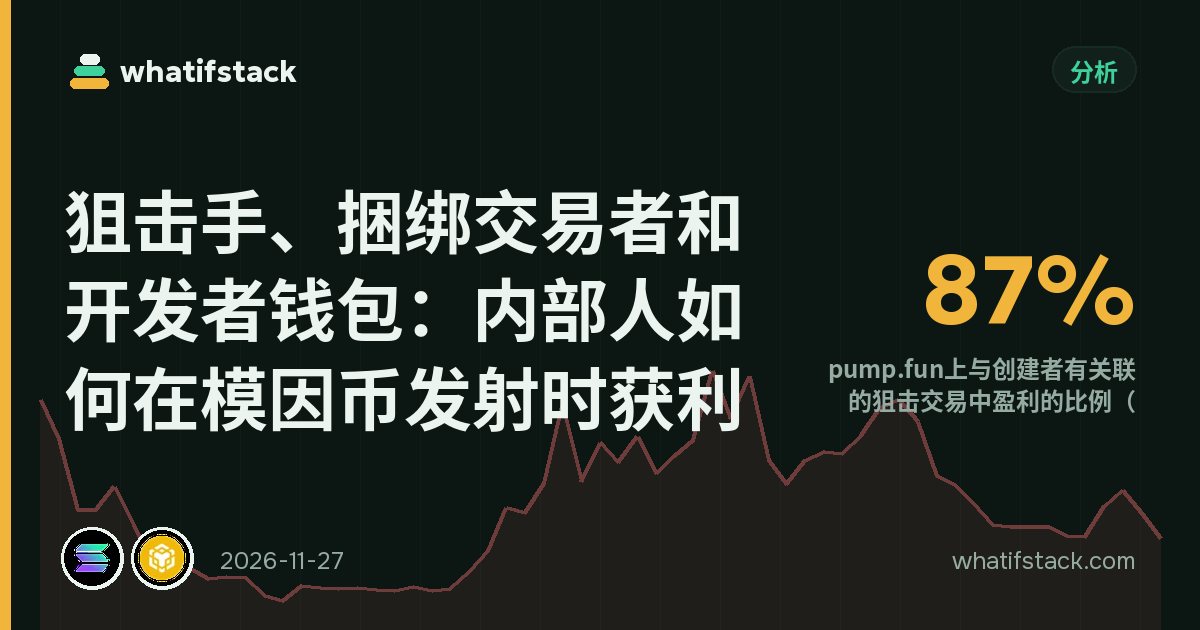 whatifstack
分析
狙击手、捆绑交易者和
开发者钱包：内部人如
何在模因币发射时获利
87%
pump.fun上与创建者有关联
的狙击交易中盈利的比例（
2026-11-27
whatifstack.com